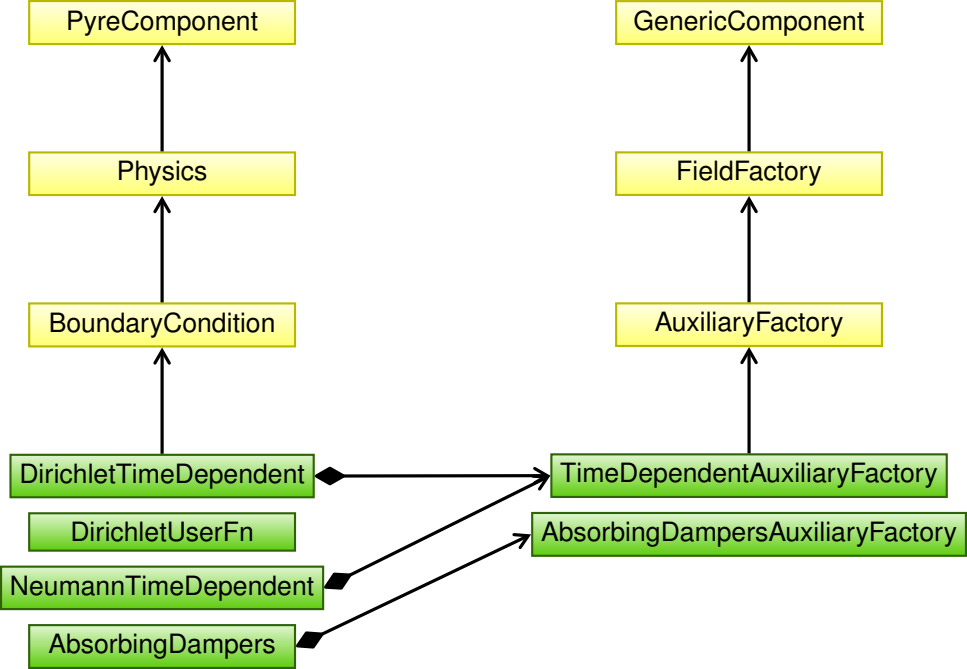 PyreComponent
GenericComponent
Physics
FieldFactory
BoundaryCondition
AuxiliaryFactory
DirichletTimeDependent
TimeDependentAuxiliaryFactory
DirichletUserFn
AbsorbingDampersAuxiliaryFactory
NeumannTimeDependent
AbsorbingDampers